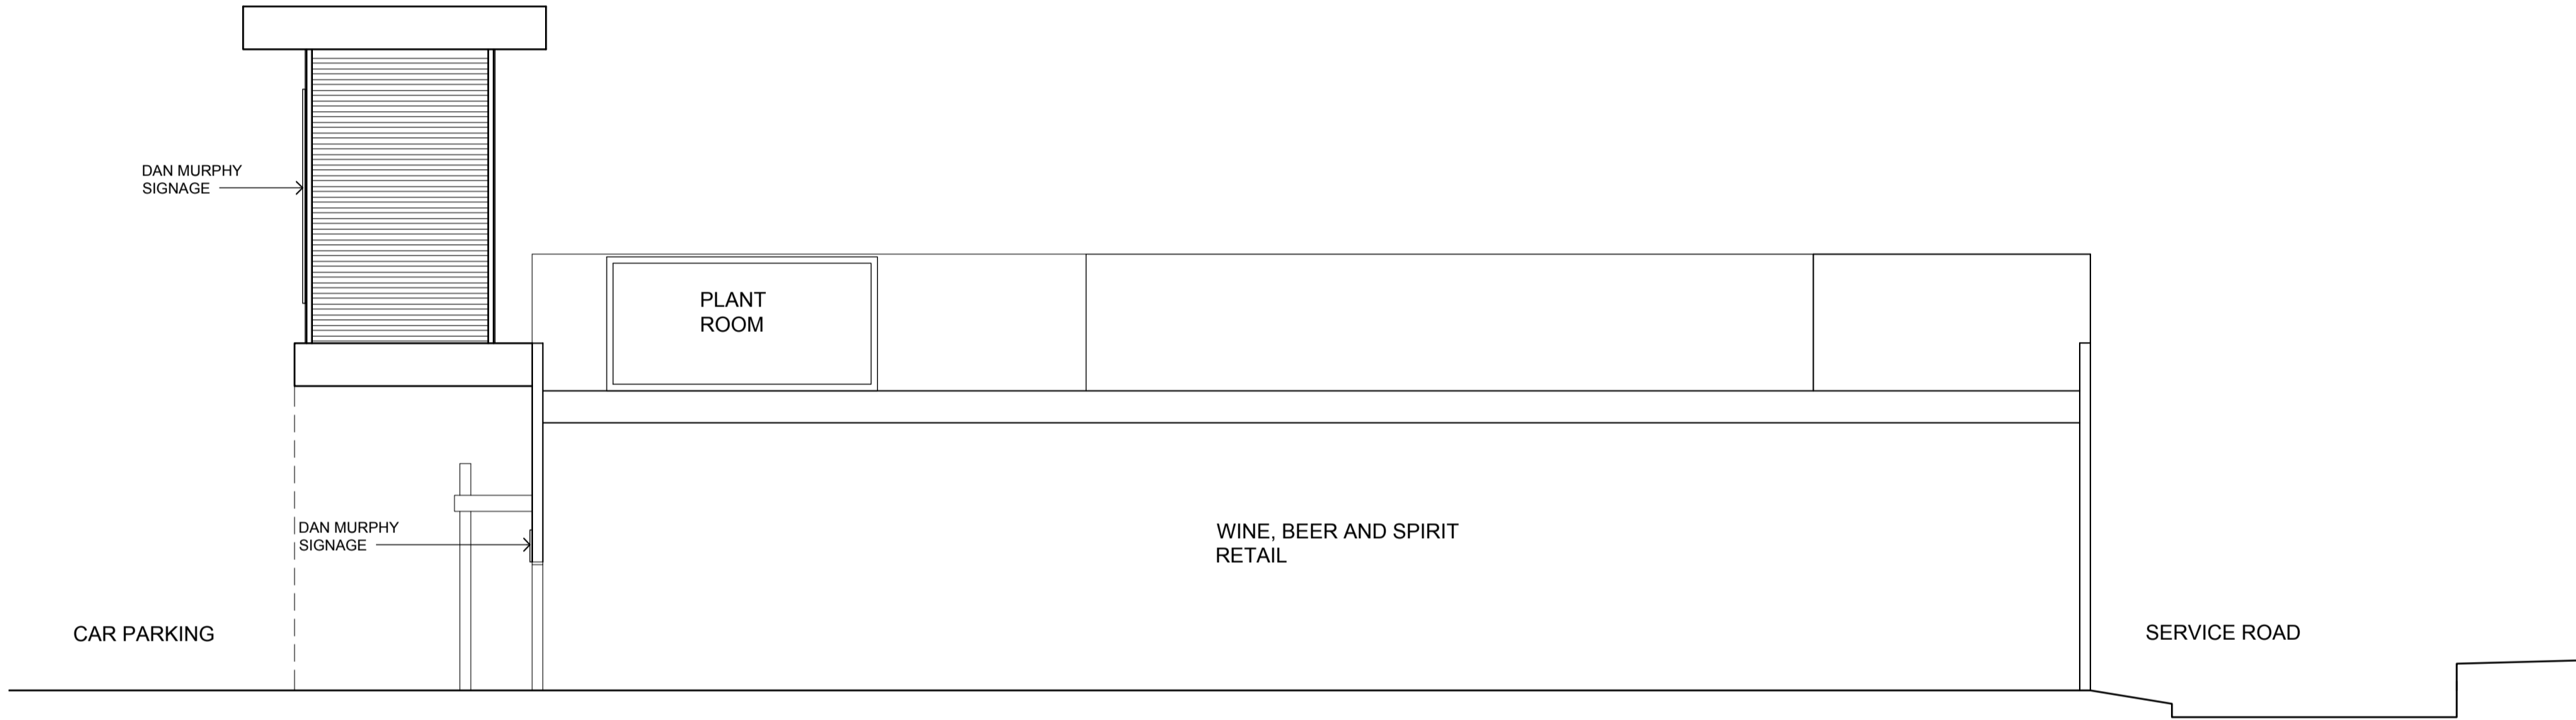 DAN MURPHY
SIGNAGE
PLANT
ROOM
DAN MURPHY
SIGNAGE
WINE, BEER AND SPIRIT
RETAIL
CAR PARKING
SERVICE ROAD